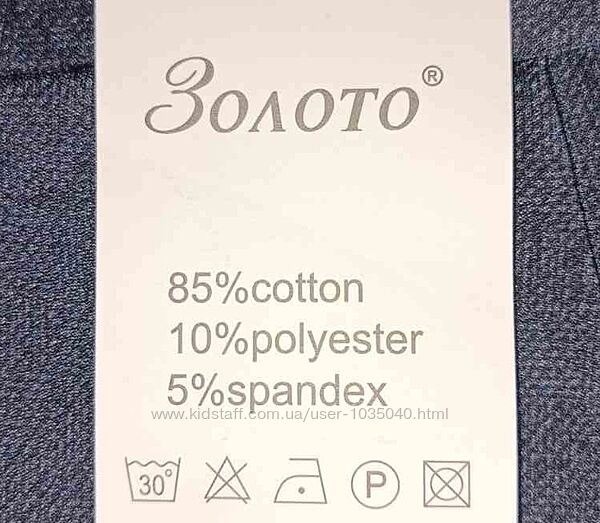 Золото®
85%cotton
10%polyester
5%spandex
www.kidstaff.com.ua/user-1035040.html
30° P